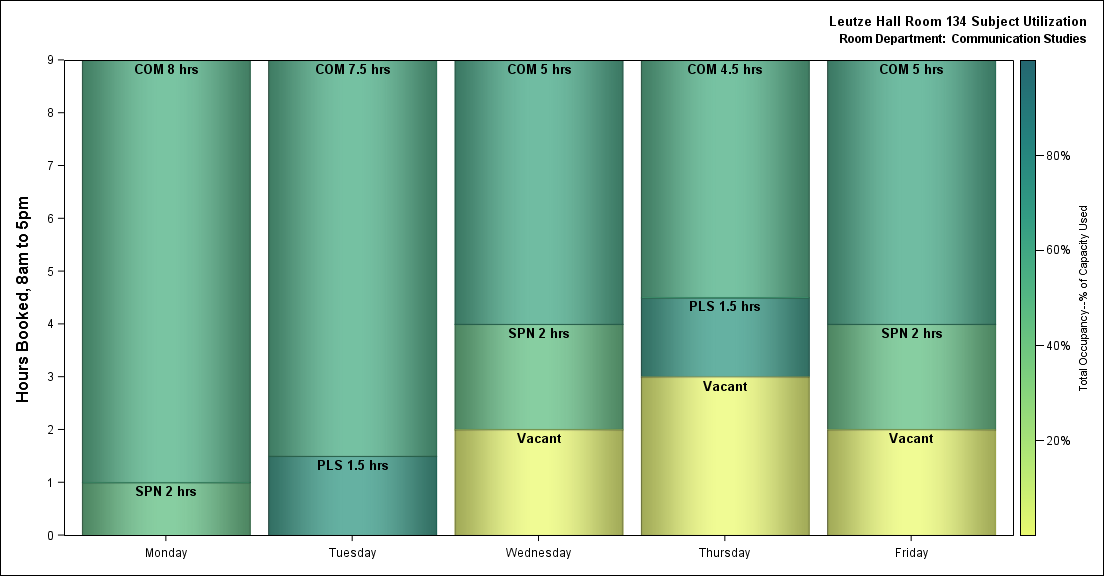 Leutze Hall Room 134 Subject Utilization
Room Department: Communication Studies
Hours Booked, 8am to 5pm
9
8
7
6
5
4
3
2
1
0
COM 8 hrs
SPN 2 hrs
COM 7.5 hrs
PLS 1.5 hrs
COM 5 hrs
SPN 2 hrs
Vacant
COM 4.5 hrs
PLS 1.5 hrs
Vacant
COM 5 hrs
SPN 2 hrs
Vacant
Monday
Tuesday
Wednesday
Thursday
Friday
80%
60%
40%
20%
Total Occupancy--% of Capacity Used